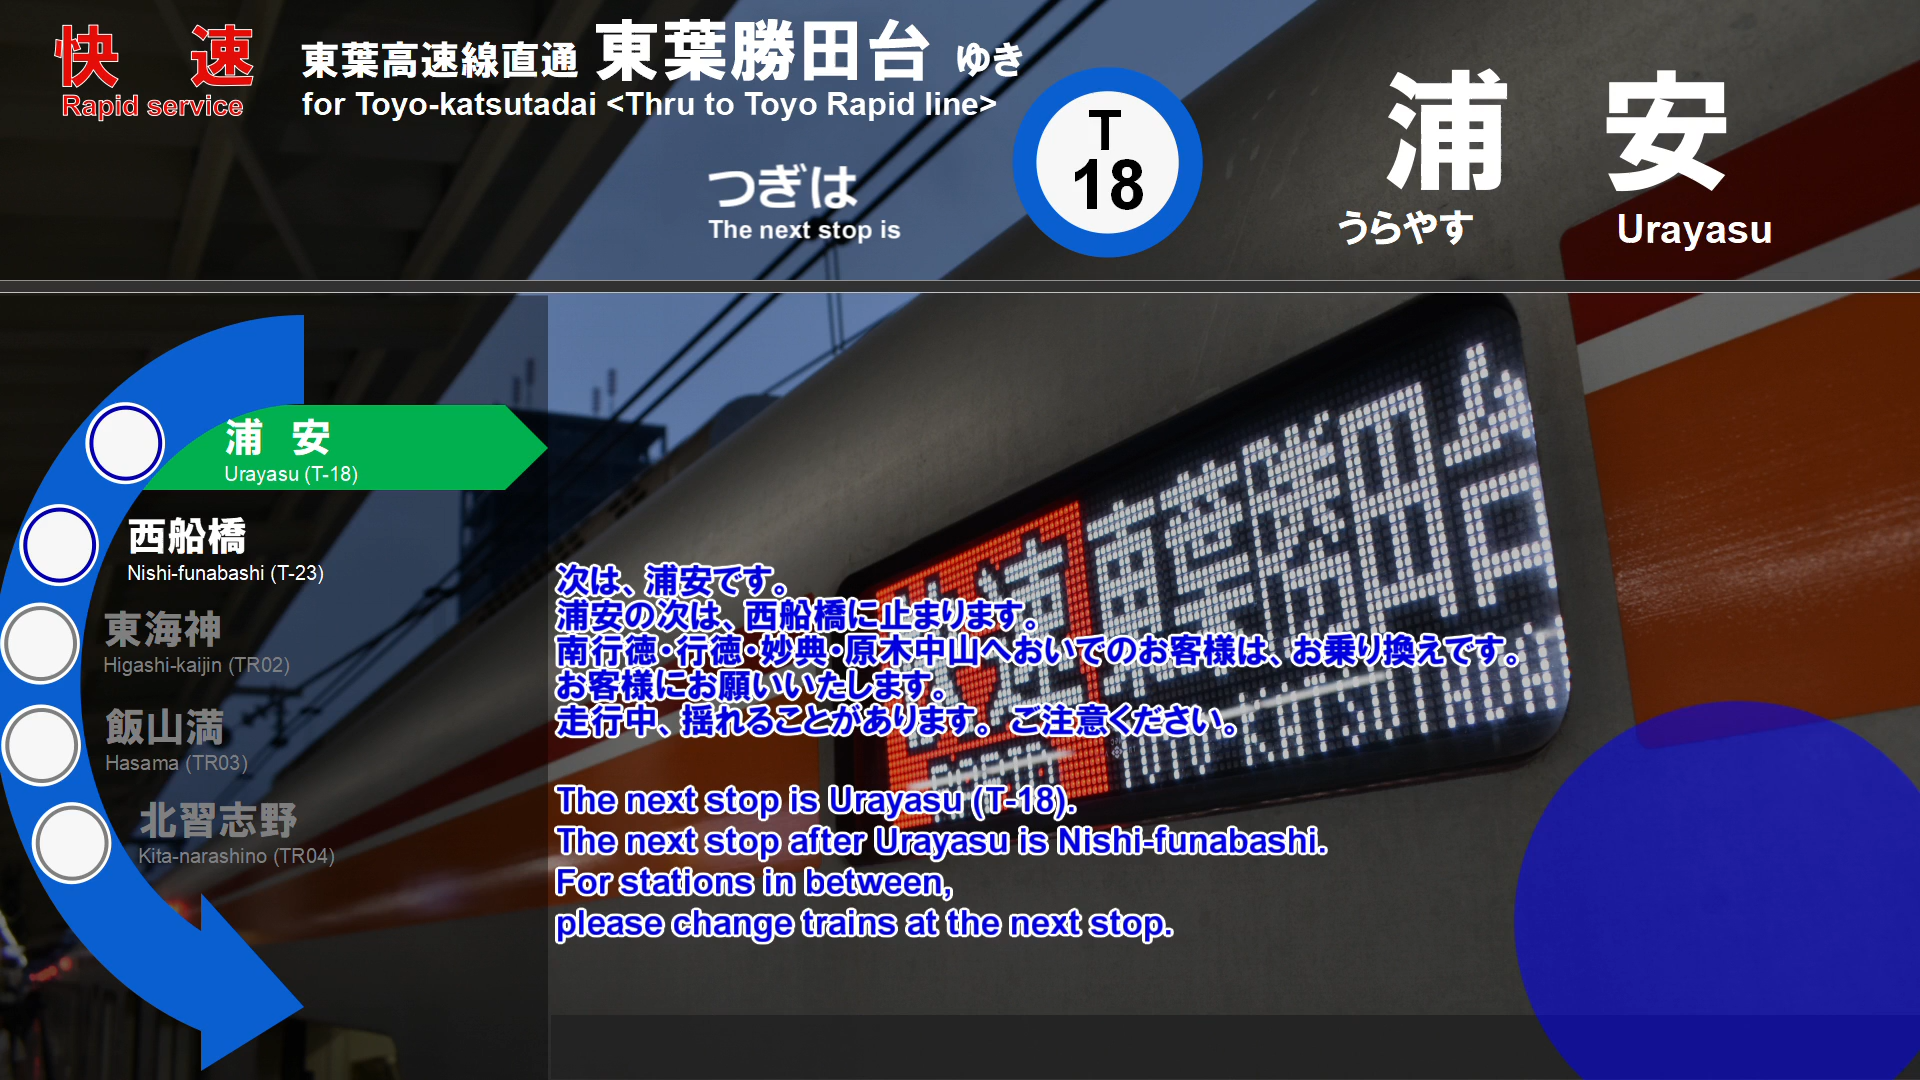 快 速
Rapid service
東葉高速線直通 東葉勝田台 ゆき
for Toyo-katsutadai <Thru to Toyo Rapid line>
つぎは
The next stop is
T
18
浦 安
うらやす Urayasu
浦 安
Urayasu (T-18)
西船橋
Nishi-funabashi (T-23)
東海神
Higashi-kaijin (TR02)
飯山満
Hasama (TR03)
北習志野
Kita-narashino (TR04)
次は、浦安です。
浦安の次は、西船橋に止まります。
南行徳・行徳・妙典・原木中山へおいでのお客様は、お乗り換えです。
お客様にお願いいたします。
走行中、揺れることがあります。ご注意ください。
The next stop is Urayasu (T-18).
The next stop after Urayasu is Nishi-funabashi.
For stations in between,
please change trains at the next stop.
快速 東葉勝田台